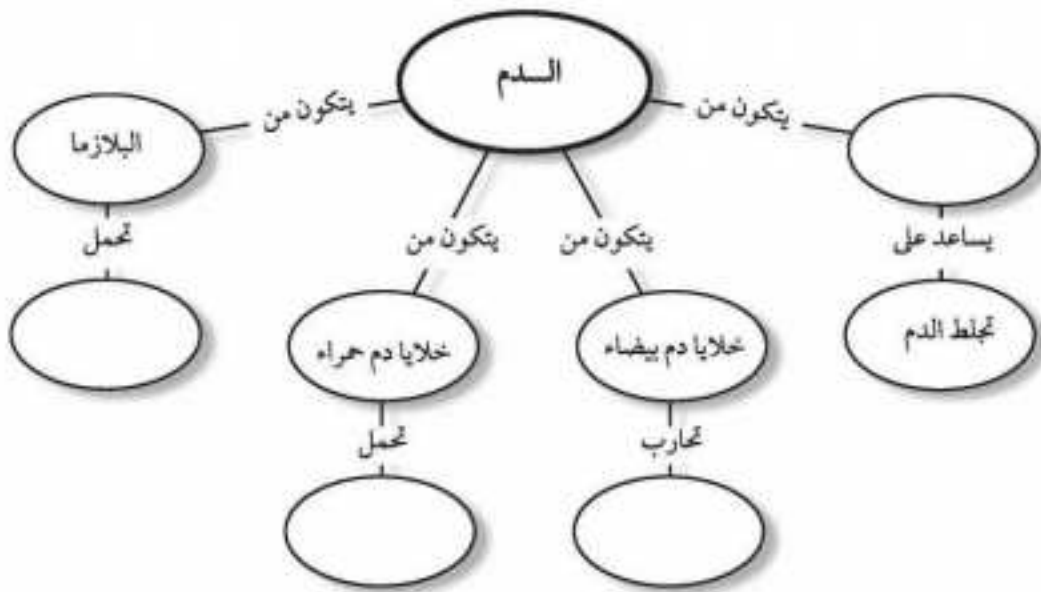 الـــدم
يتكون من
يتكون من
البلازما
يساعد على
يتكون من
يتكون من
تحمل
تجلط الدم
خلايا دم بيضاء
خلايا دم حمراء
تحارب
تحمل